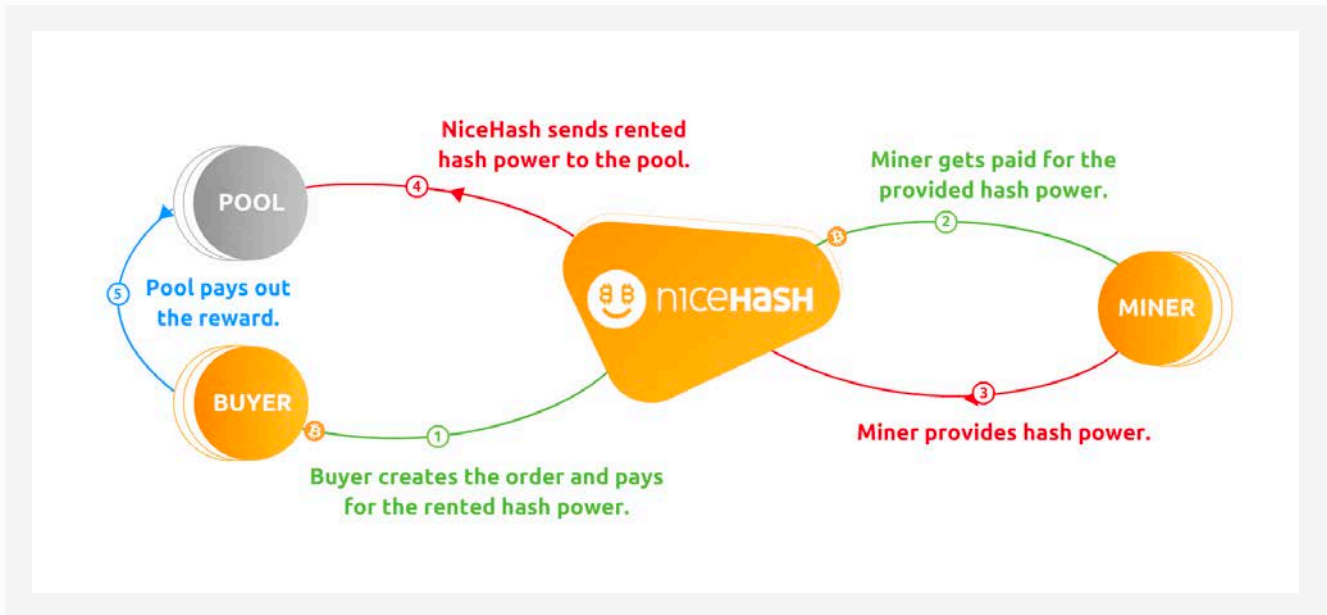 NiceHash sends rented
hash power to the pool.
Miner gets paid for the
provided hash power.
POOL
4
2
5
Pool pays out
the reward.
nıceHasH
MINER
BUYER
3
Miner provides hash power.
1
Buyer creates the order and pays
for the rented hash power.